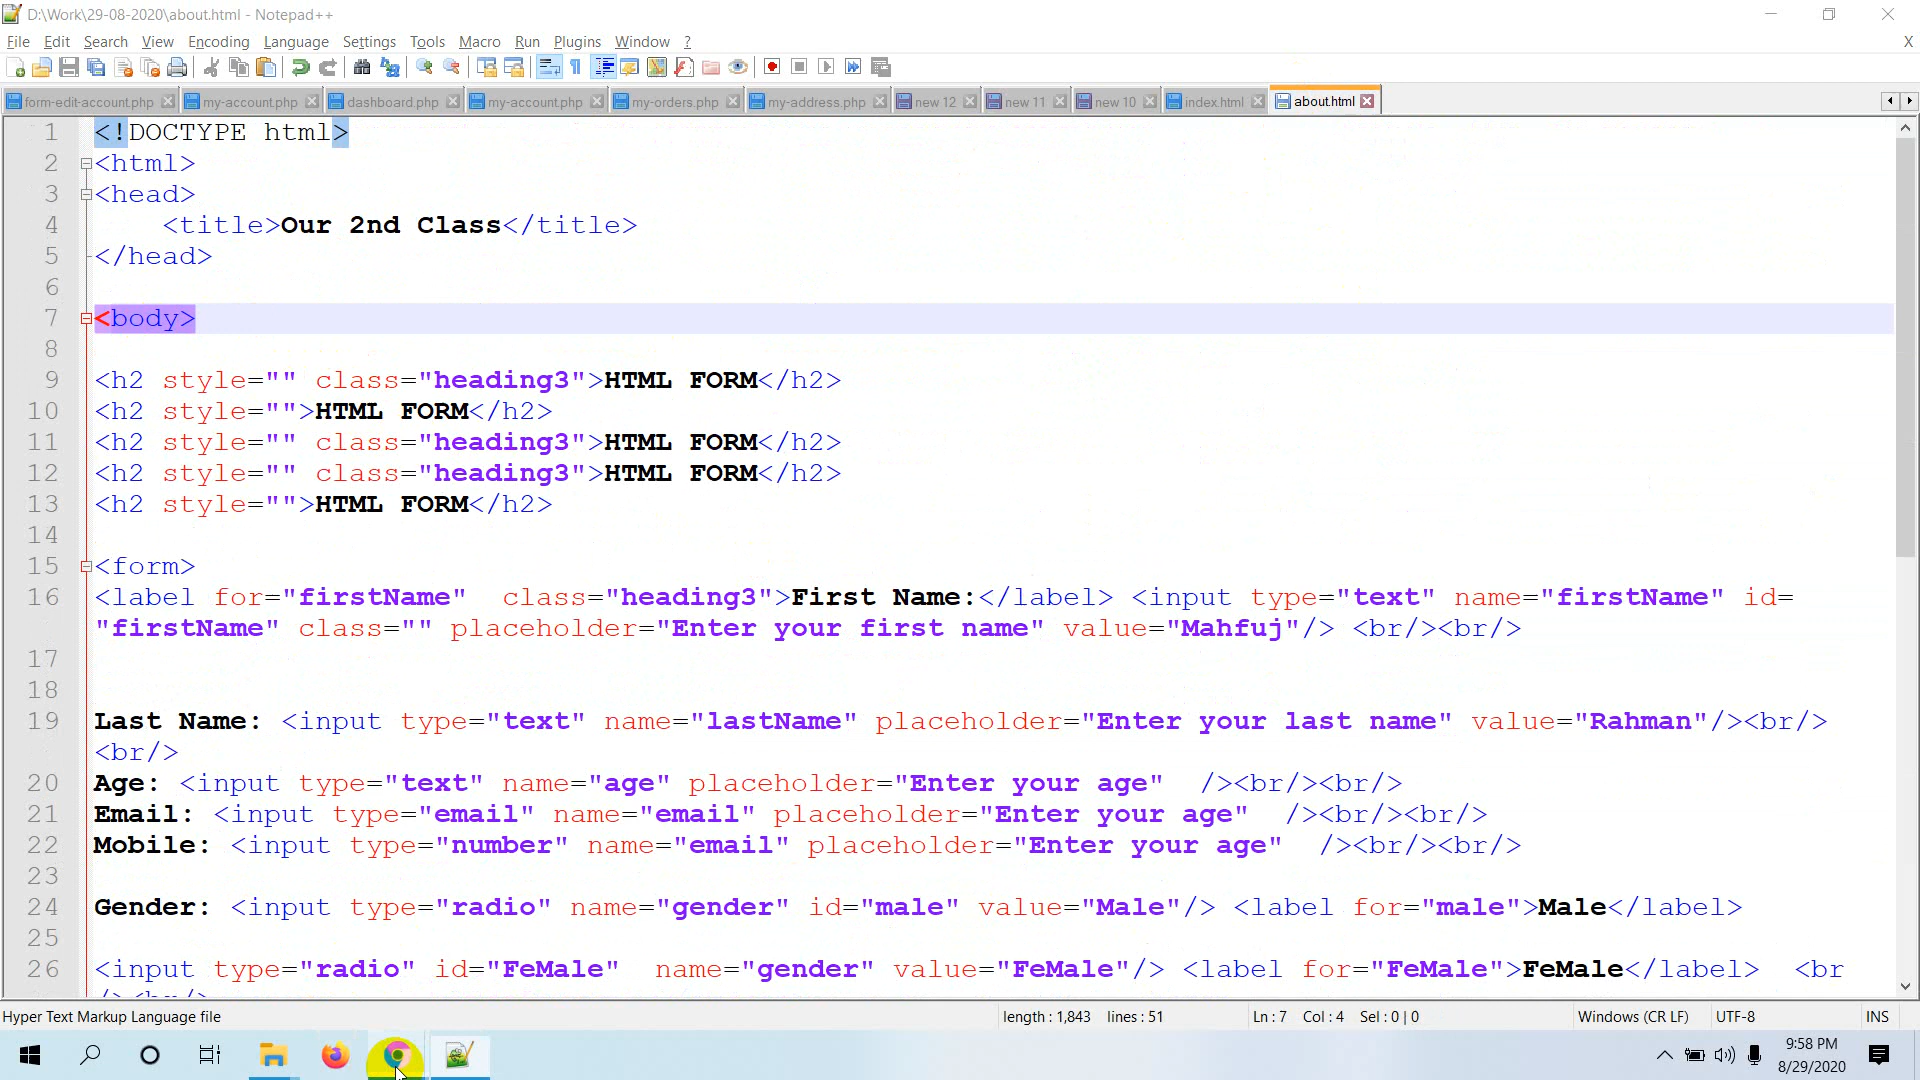 D:\Work\29-08-2020\about.html - Notepad++
File Edit Search View Encoding Language Settings Tools Macro Run Plugins Window ? X
form-edit-account.php my-account.php dashboard.php my-account.php my-orders.php my-address.php new 12 new 11 new 10 index.html about.html
1 <!DOCTYPE html>
2 <html>
3 <head>
4 <title>Our 2nd Class</title>
5 </head>
6
7 <body>
8
9 <h2 style="" class="heading3">HTML FORM</h2>
10 <h2 style="">HTML FORM</h2>
11 <h2 style="" class="heading3">HTML FORM</h2>
12 <h2 style="" class="heading3">HTML FORM</h2>
13 <h2 style="">HTML FORM</h2>
14
15 <form>
16 <label for="firstName"  class="heading3">First Name:</label> <input type="text" name="firstName" id=
"firstName" class="" placeholder="Enter your first name" value="Mahfuj"/> <br/><br/>
17
18
19 Last Name: <input type="text" name="lastName" placeholder="Enter your last name" value="Rahman"/><br/>
<br/>
20 Age: <input type="text" name="age" placeholder="Enter your age"  /><br/><br/>
21 Email: <input type="email" name="email" placeholder="Enter your age"  /><br/><br/>
22 Mobile: <input type="number" name="email" placeholder="Enter your age"  /><br/><br/>
23
24 Gender: <input type="radio" name="gender" id="male" value="Male"/> <label for="male">Male</label>
25
26 <input type="radio" id="FeMale"  name="gender" value="FeMale"/> <label for="FeMale">FeMale</label>  <br
/><br/>
Hyper Text Markup Language file length : 1,843 lines : 51 Ln : 7 Col : 4 Sel : 0 | 0 Windows (CR LF) UTF-8 INS
9:58 PM
8/29/2020